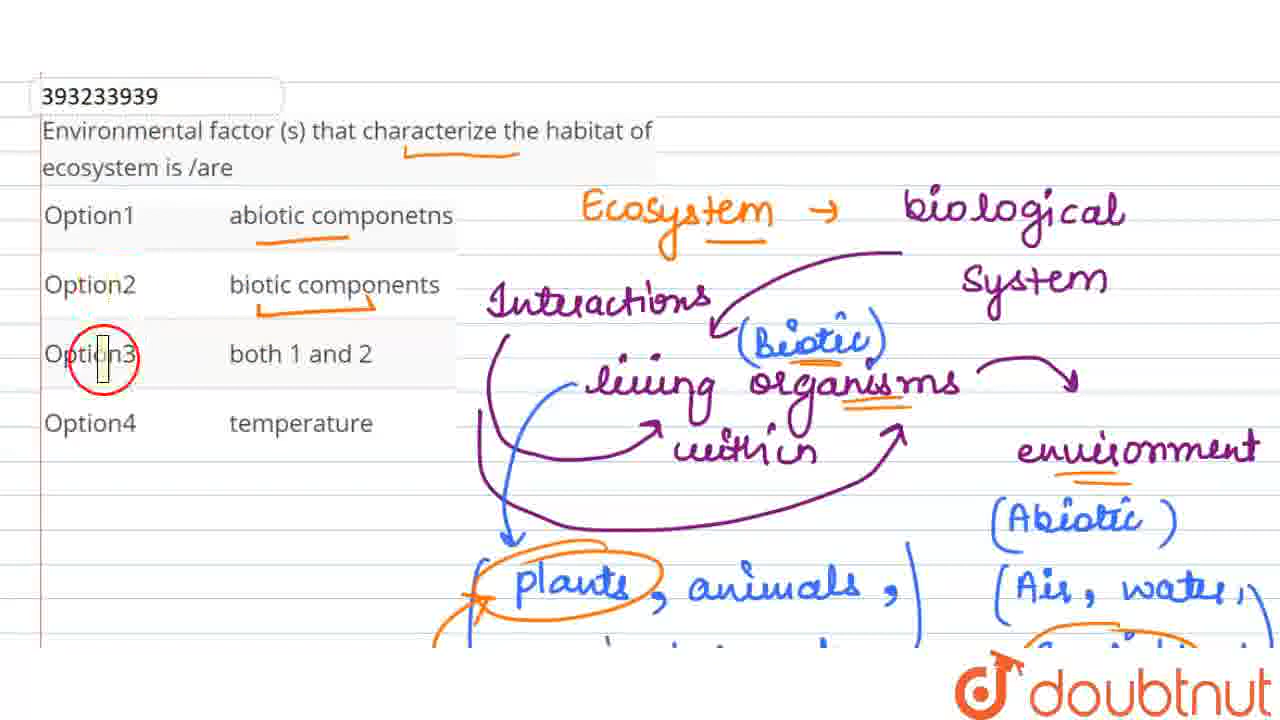 393233939
Environmental factor (s) that characterize the habitat of
ecosystem is /are
Option1 abiotic componetns
Option2 biotic components
Option3 both 1 and 2
Option4 temperature
Ecosystem → biological
system
Interactions
(Biotic)
living organisms
within
environment
(Abiotic)
plants, animals,
(Air, water,
doubtnut